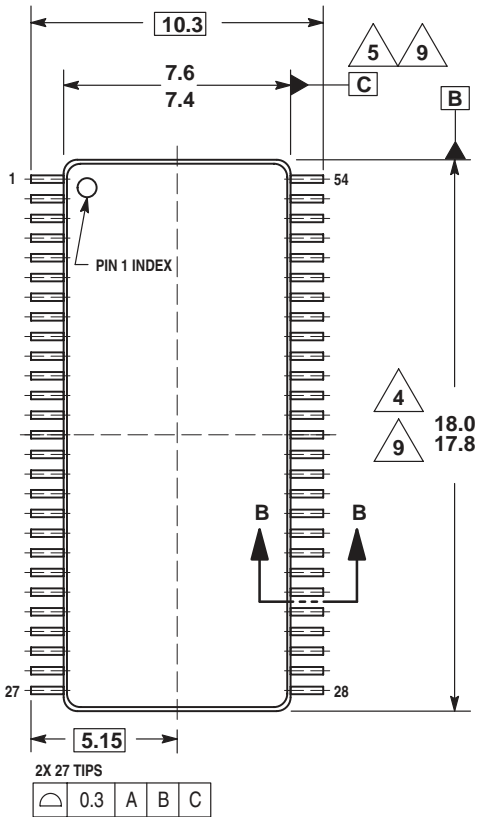 10.3
5 9
7.6
7.4
C
B
1
54
PIN 1 INDEX
4
9
18.0
17.8
B B
27
28
5.15
2X 27 TIPS
⌓ 0.3 A B C